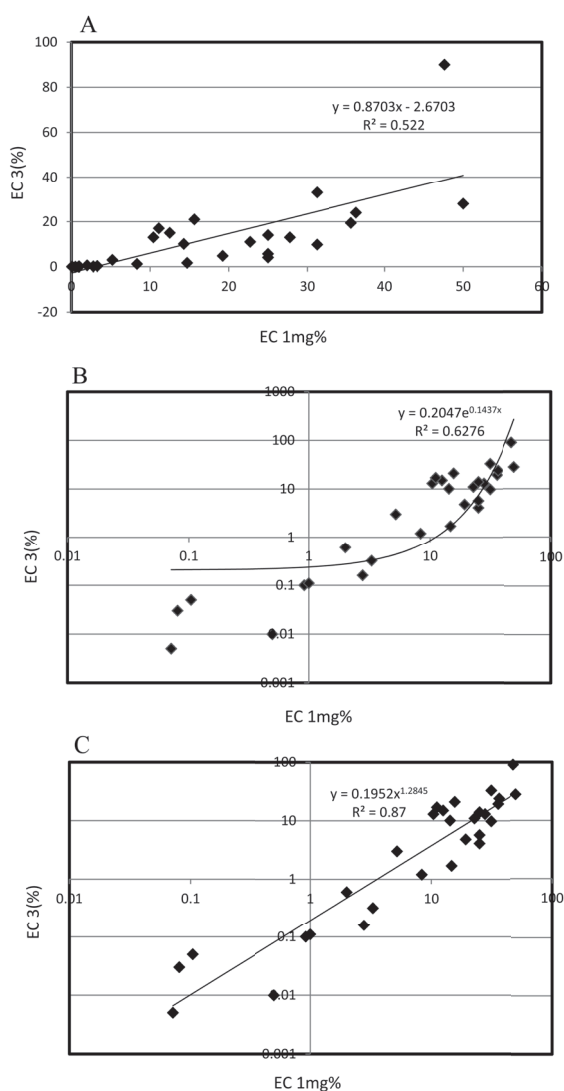 A
100
80
60
40
20
0
-20
0 10 20 30 40 50 60
EC 3(%)
y = 0.8703x - 2.6703
R² = 0.522
EC 1mg%
B
1000
100
10
1
0.1
0.01
0.001
0.01 0.1 1 10 100
EC 3(%)
y = 0.2047e^0.1437x
R² = 0.6276
EC 1mg%
C
100
10
1
0.1
0.01
0.001
0.01 0.1 1 10 100
EC 3(%)
y = 0.1952x^1.2845
R² = 0.87
EC 1mg%